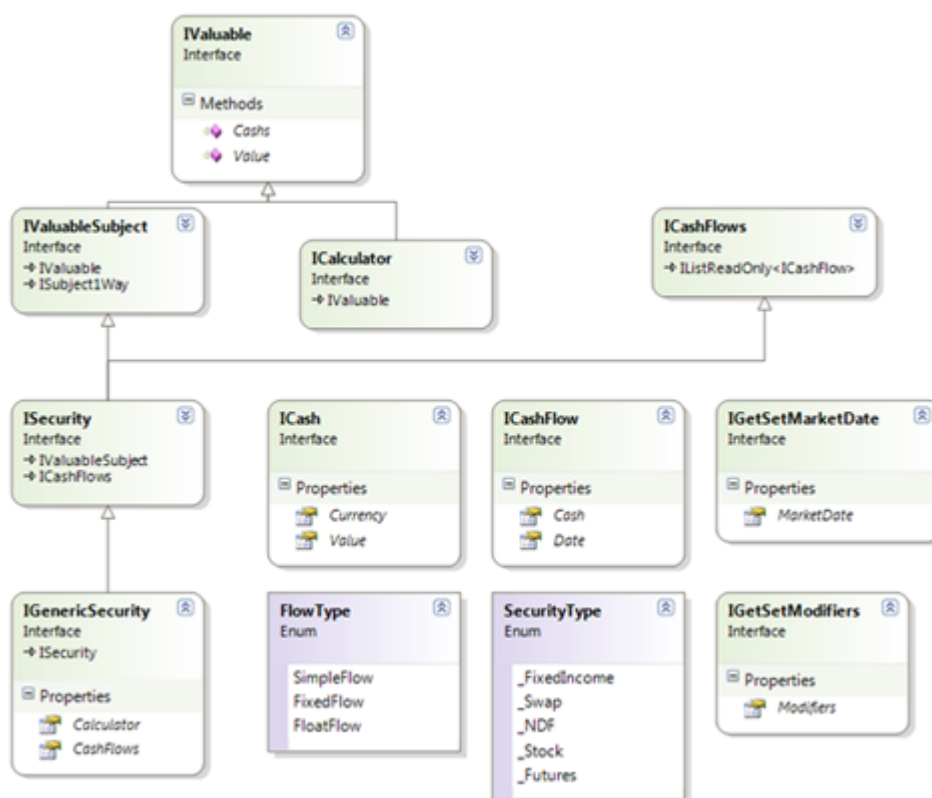 IValuable
Interface
Methods
Cashs
Value
IValuableSubject
Interface
IValuable
ISubject1Way
ICalculator
Interface
IValuable
ICashFlows
Interface
IListReadOnly<ICashFlow>
ISecurity
Interface
IValuableSubject
ICashFlows
ICash
Interface
Properties
Currency
Value
ICashFlow
Interface
Properties
Cash
Date
IGetSetMarketDate
Interface
Properties
MarketDate
IGenericSecurity
Interface
ISecurity
Properties
Calculator
CashFlows
FlowType
Enum
SimpleFlow
FixedFlow
FloatFlow
SecurityType
Enum
_FixedIncome
_Swap
_NDF
_Stock
_Futures
IGetSetModifiers
Interface
Properties
Modifiers